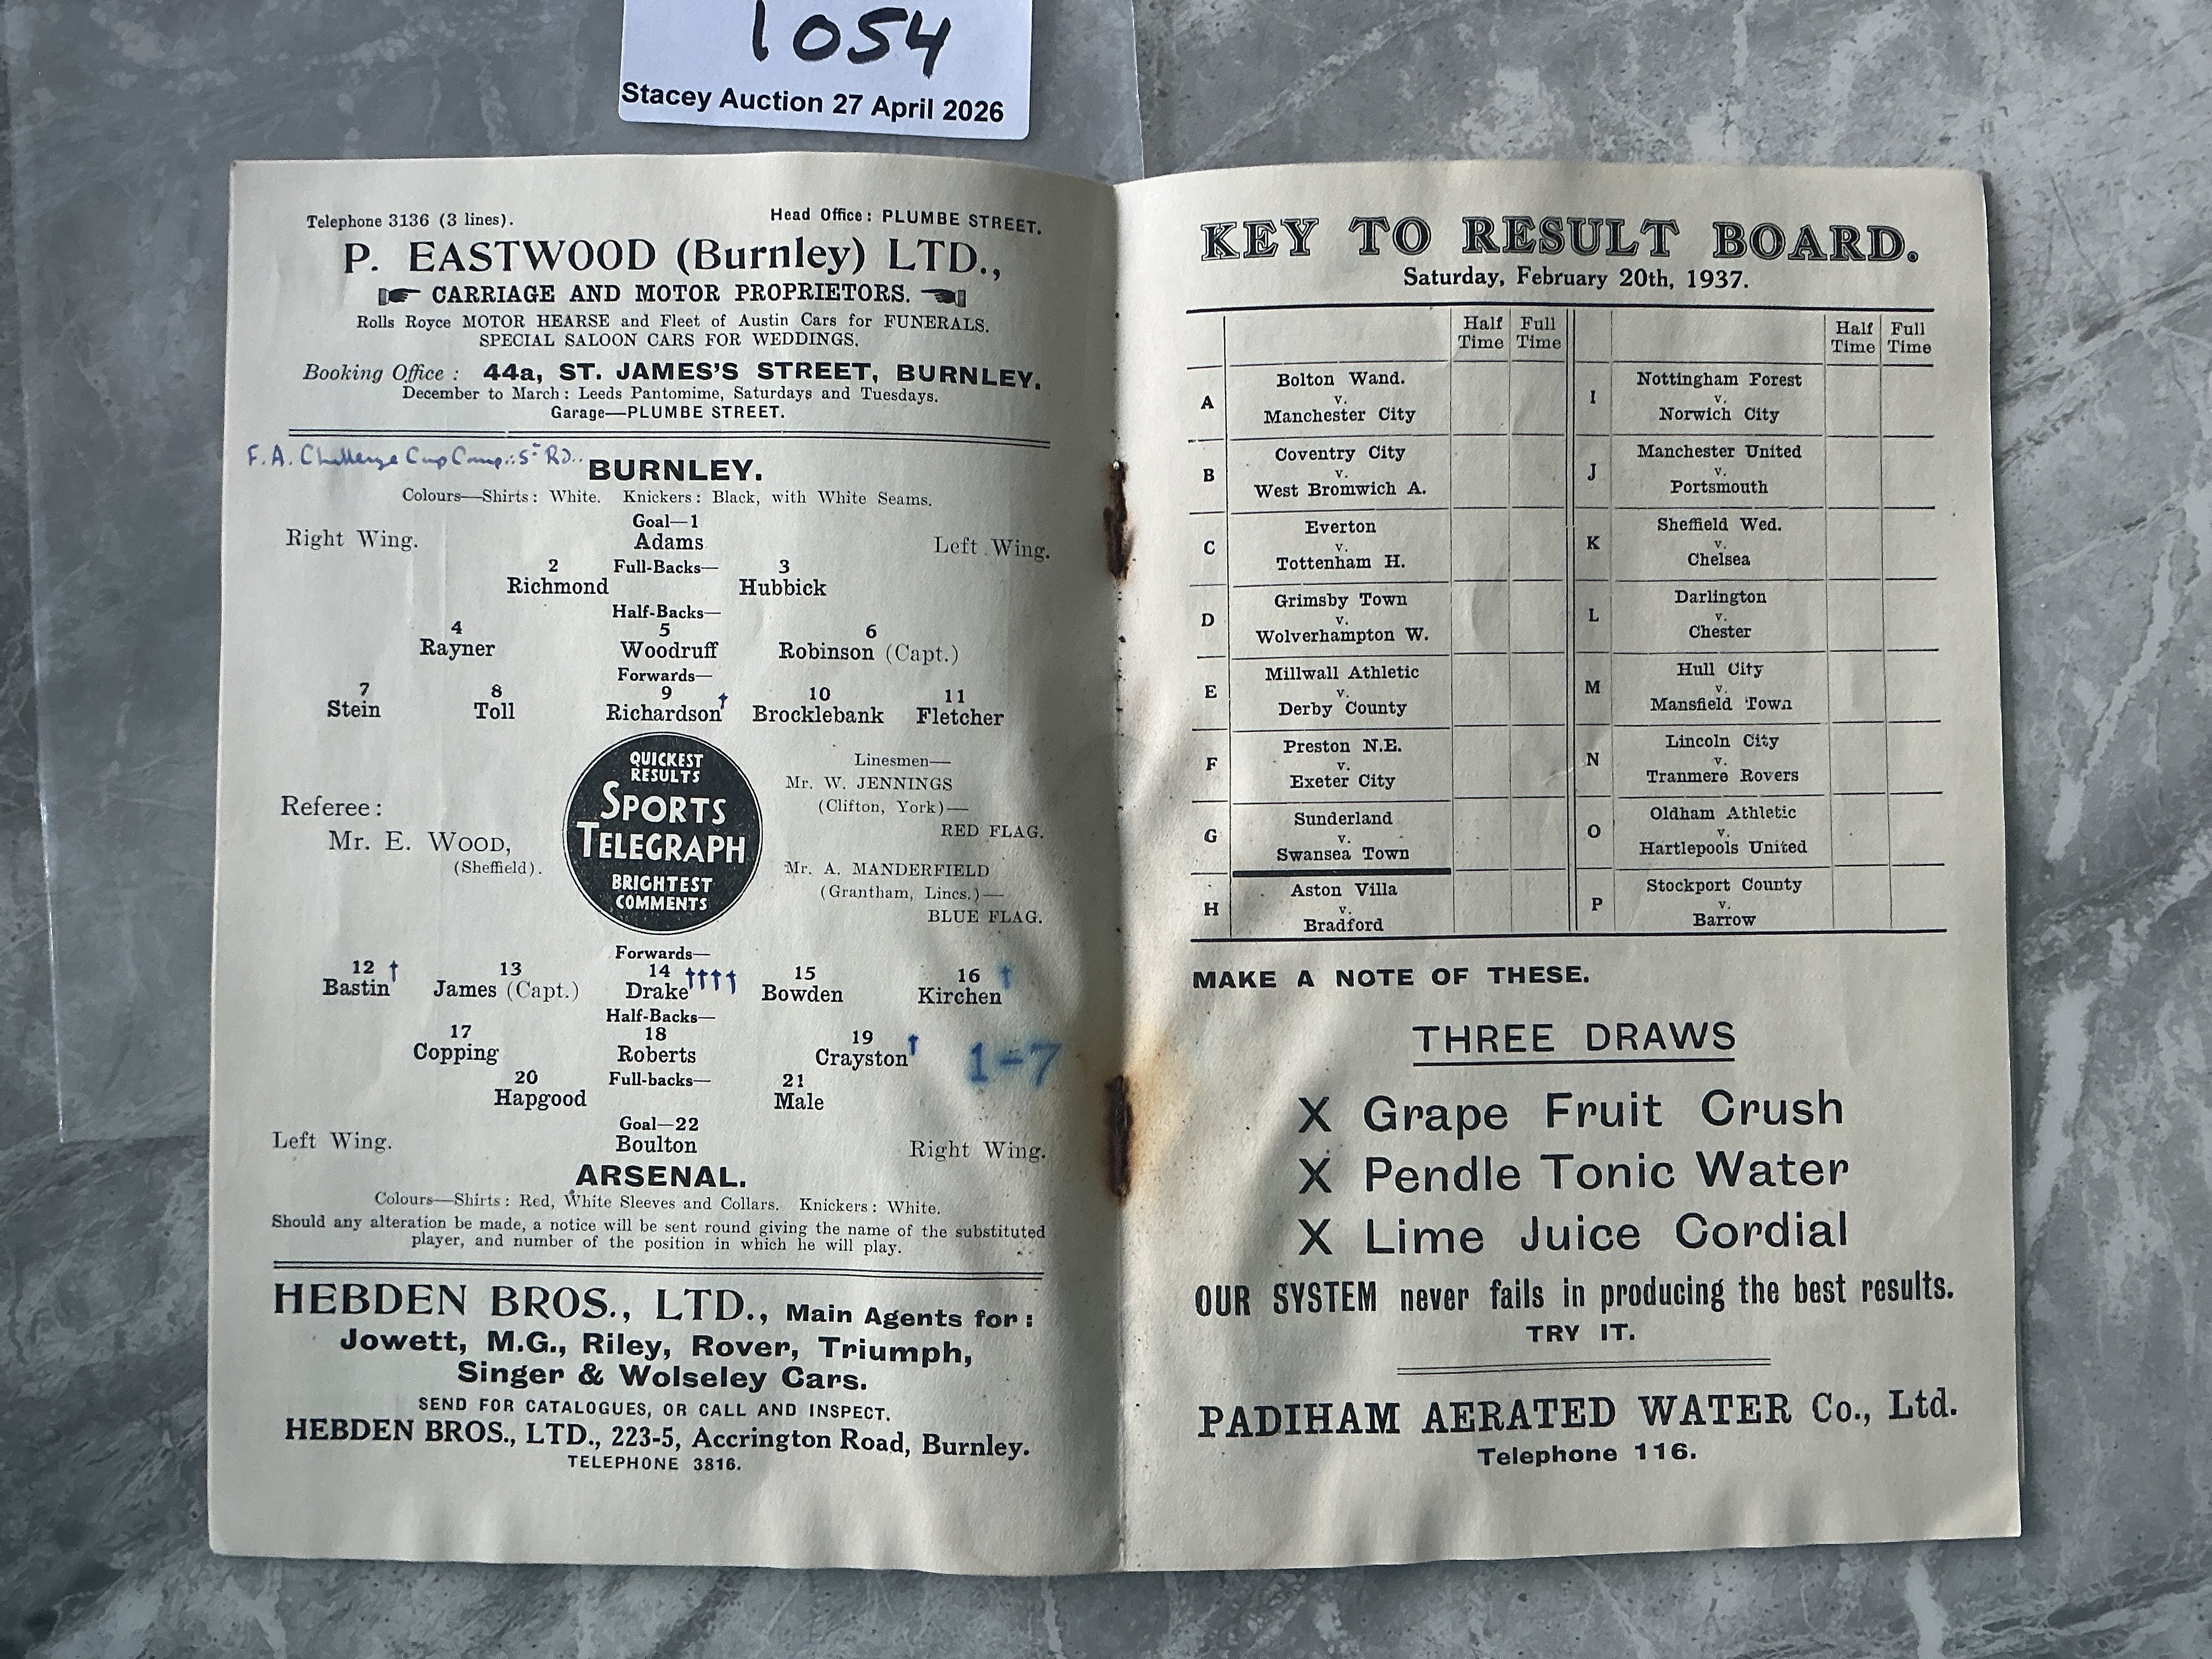 1054
Stacey Auction 27 April 2026
Telephone 3136 (3 lines). Head Office: PLUMBE STREET.
P. EASTWOOD (Burnley) LTD.,
CARRIAGE AND MOTOR PROPRIETORS.
Rolls Royce MOTOR HEARSE and Fleet of Austin Cars for FUNERALS.
SPECIAL SALOON CARS FOR WEDDINGS.
Booking Office: 44a, ST. JAMES'S STREET, BURNLEY.
December to March: Leeds Pantomime, Saturdays and Tuesdays.
Garage—PLUMBE STREET.
F.A. Challenge Cup Comp.: 5th RD.
BURNLEY.
Colours—Shirts: White. Knickers: Black, with White Seams.
Goal—1
Right Wing. Adams Left Wing.
2 Full-Backs— 3
Richmond Hubbick
Half-Backs—
4 5 6
Rayner Woodruff Robinson (Capt.)
Forwards—
7 8 9 10 11
Stein Toll Richardson† Brocklebank Fletcher
QUICKEST
RESULTS
SPORTS
TELEGRAPH
BRIGHTEST
COMMENTS
Referee:
Mr. E. WOOD,
(Sheffield).
Linesmen—
Mr. W. JENNINGS
(Clifton, York)—
RED FLAG.
Mr. A. MANDERFIELD
(Grantham, Lincs.)—
BLUE FLAG.
Forwards—
12 13 14 15 16
Bastin† James (Capt.) Drake†††† Bowden Kirchen†
Half-Backs—
17 18 19
Copping Roberts Crayston† 1-7
20 Full-backs— 21
Hapgood Male
Goal—22
Left Wing. Boulton Right Wing.
ARSENAL.
Colours—Shirts: Red, White Sleeves and Collars. Knickers: White.
Should any alteration be made, a notice will be sent round giving the name of the substituted
player, and number of the position in which he will play.
HEBDEN BROS., LTD., Main Agents for:
Jowett, M.G., Riley, Rover, Triumph,
Singer & Wolseley Cars.
SEND FOR CATALOGUES, OR CALL AND INSPECT.
HEBDEN BROS., LTD., 223-5, Accrington Road, Burnley.
TELEPHONE 3816.
KEY TO RESULT BOARD.
Saturday, February 20th, 1937.
Half Time Full Time Half Time Full Time
A Bolton Wand. v. Manchester City
B Coventry City v. West Bromwich A.
C Everton v. Tottenham H.
D Grimsby Town v. Wolverhampton W.
E Millwall Athletic v. Derby County
F Preston N.E. v. Exeter City
G Sunderland v. Swansea Town
H Aston Villa v. Bradford
I Nottingham Forest v. Norwich City
J Manchester United v. Portsmouth
K Sheffield Wed. v. Chelsea
L Darlington v. Chester
M Hull City v. Mansfield Town
N Lincoln City v. Tranmere Rovers
O Oldham Athletic v. Hartlepools United
P Stockport County v. Barrow
MAKE A NOTE OF THESE.
THREE DRAWS
X Grape Fruit Crush
X Pendle Tonic Water
X Lime Juice Cordial
OUR SYSTEM never fails in producing the best results.
TRY IT.
PADIHAM AERATED WATER Co., Ltd.
Telephone 116.